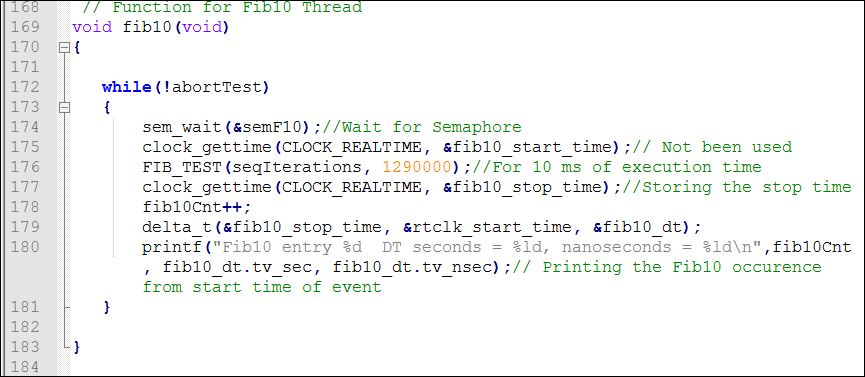 168 // Function for Fib10 Thread
169 void fib10(void)
170 {
171
172 while(!abortTest)
173 {
174 sem_wait(&semF10);//Wait for Semaphore
175 clock_gettime(CLOCK_REALTIME, &fib10_start_time);// Not been used
176 FIB_TEST(seqIterations, 1290000);//For 10 ms of execution time
177 clock_gettime(CLOCK_REALTIME, &fib10_stop_time);//Storing the stop time
178 fib10Cnt++;
179 delta_t(&fib10_stop_time, &rtclk_start_time, &fib10_dt);
180 printf("Fib10 entry %d  DT seconds = %ld, nanoseconds = %ld\n",fib10Cnt
, fib10_dt.tv_sec, fib10_dt.tv_nsec);// Printing the Fib10 occurence
from start time of event
181 }
182
183 }
184